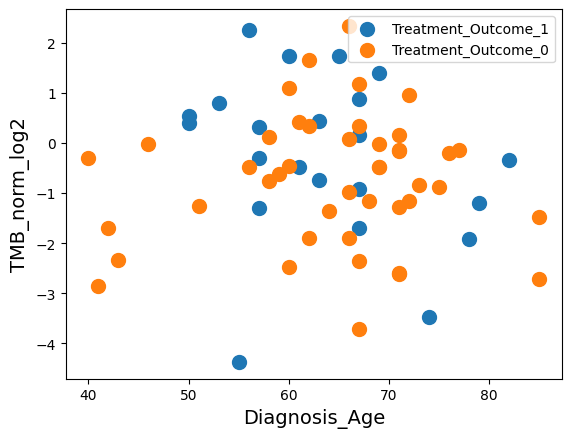 Treatment_Outcome_1
Treatment_Outcome_0
2
1
0
−1
−2
−3
−4
TMB_norm_log2
40 50 60 70 80
Diagnosis_Age